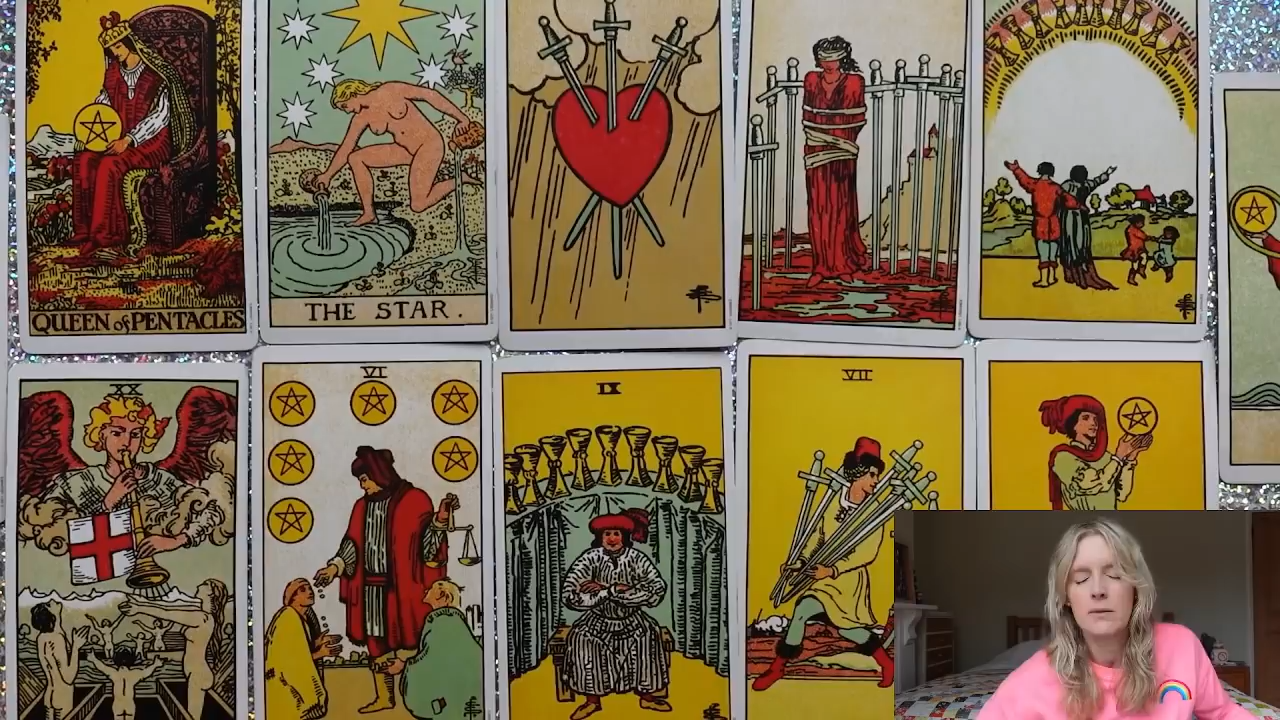 QUEEN of PENTACLES
THE STAR.
XX
VI
IX
VII